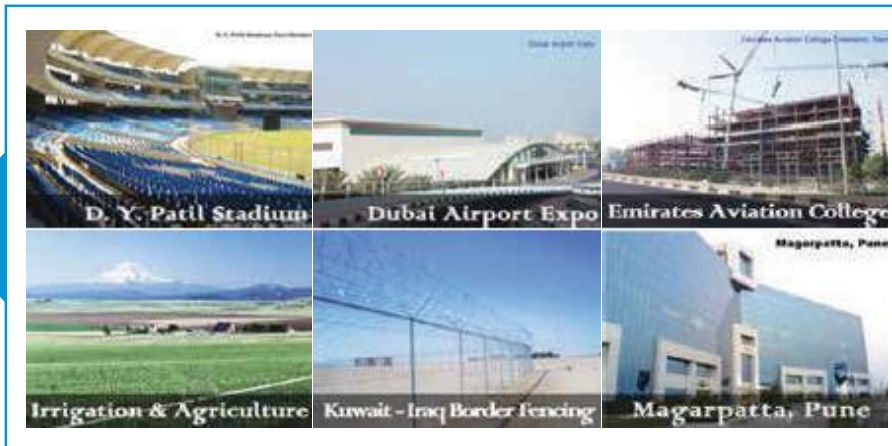 D. Y. Patil Stadium
Dubai Airport Expo
Emirates Aviation College
Irrigation & Agriculture
Kuwait - Iraq Border Fencing
Magarpatta, Pune
Magarpatta, Pune